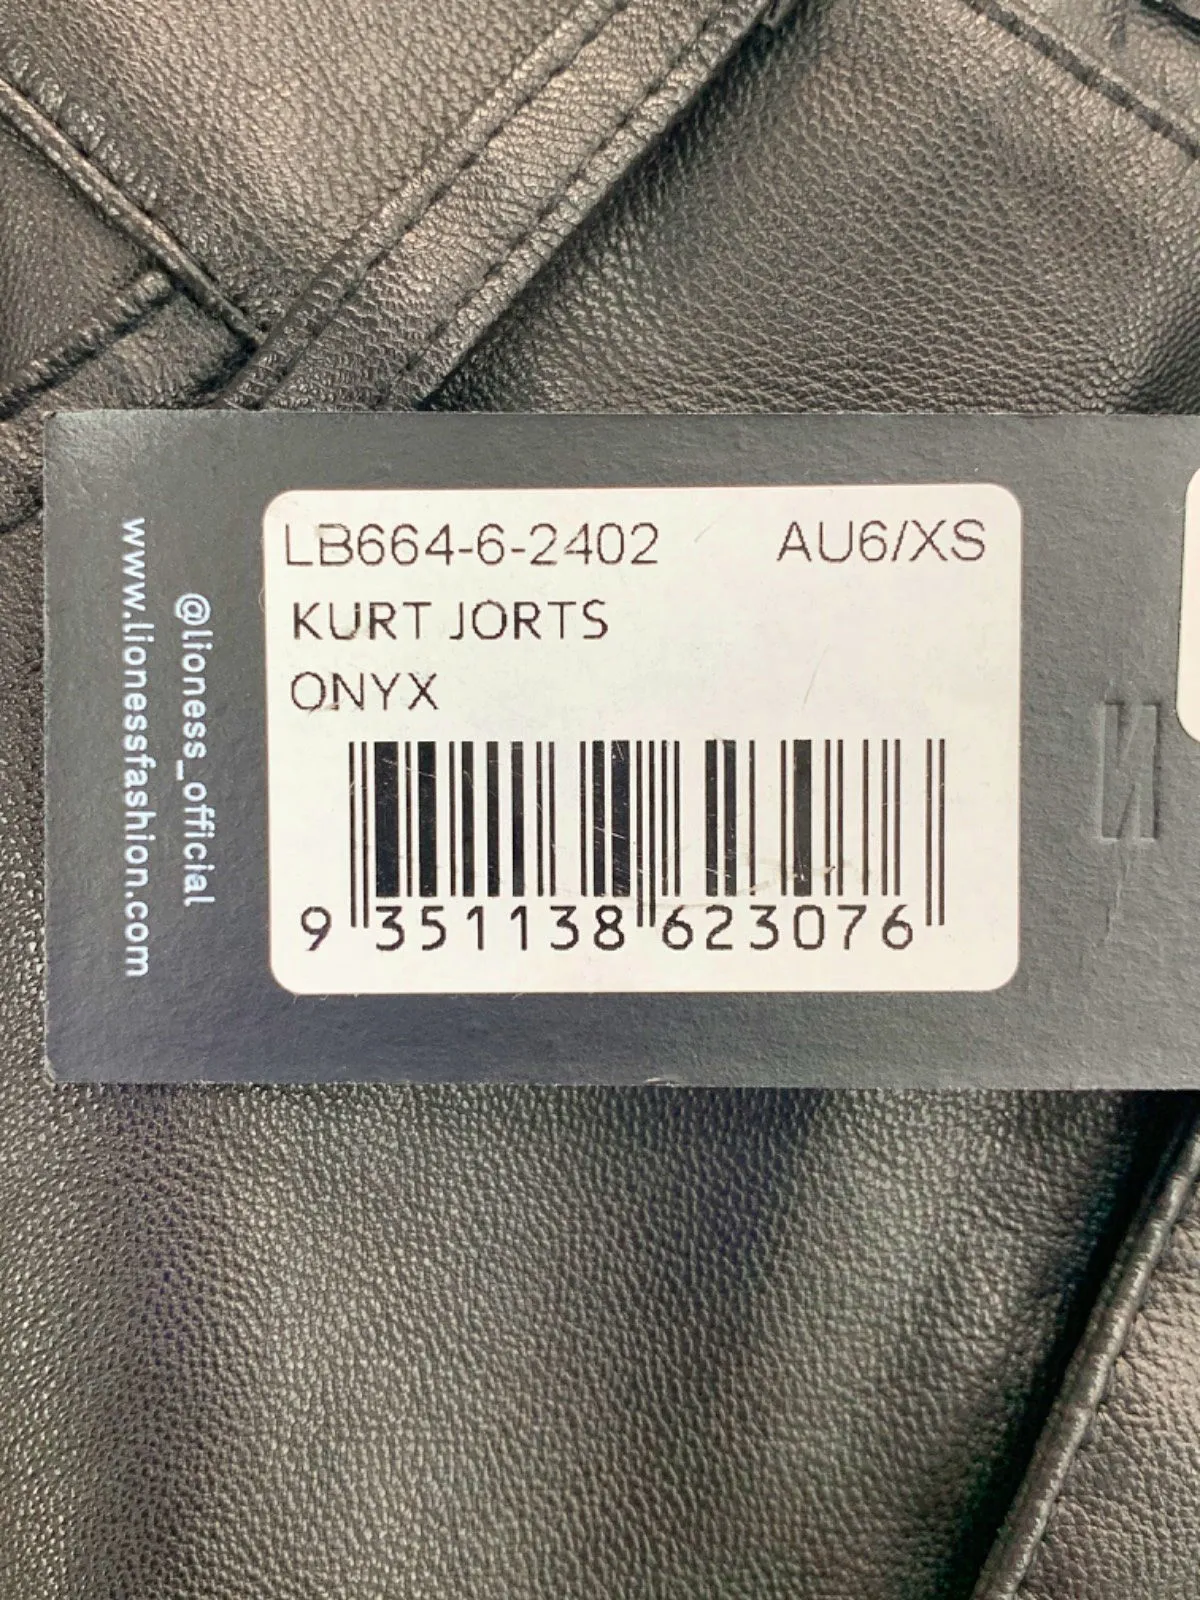 LB664-6-2402 AU6/XS
KURT JORTS
ONYX
9 351138 623076
@lioness_official
www.lionessfashion.com